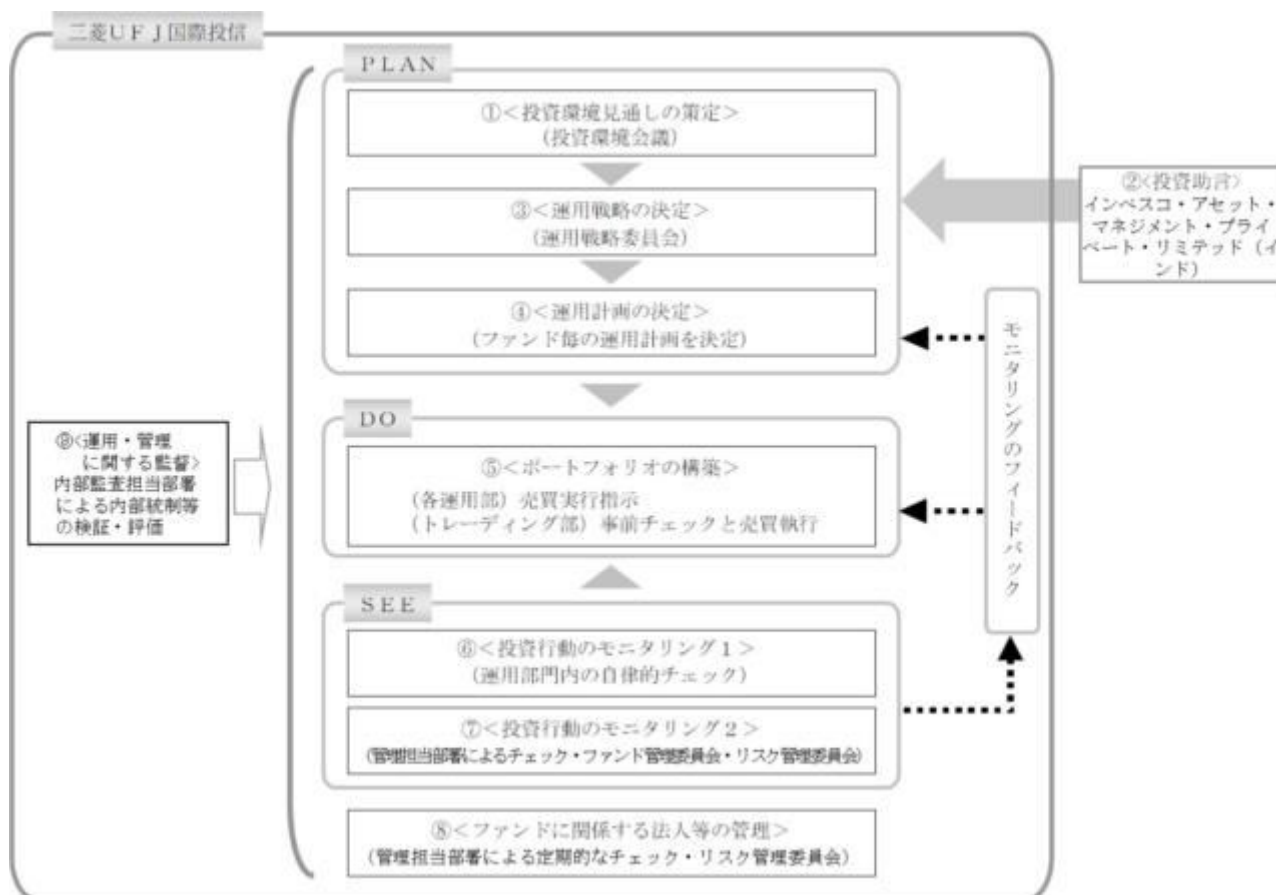 三菱ＵＦＪ国際投信
ＰＬＡＮ
①＜投資環境見通しの策定＞
(投資環境会議)
②<投資助言>
インベスコ・アセット・
マネジメント・プライ
ベート・リミテッド（イ
ンド）
③＜運用戦略の決定＞
(運用戦略委員会)
④＜運用計画の決定＞
(ファンド毎の運用計画を決定)
モニタリングのフィードバック
DO
⑤＜ポートフォリオの構築＞
(各運用部) 売買実行指示
(トレーディング部) 事前チェックと売買執行
⑨<運用・管理
に関する監督>
内部監査担当部署
による内部統制等
の検証・評価
ＳＥＥ
⑥＜投資行動のモニタリング１＞
(運用部門内の自律的チェック)
⑦＜投資行動のモニタリング２＞
(管理担当部署によるチェック・ファンド管理委員会・リスク管理委員会)
⑧＜ファンドに関係する法人等の管理＞
(管理担当部署による定期的なチェック・リスク管理委員会)